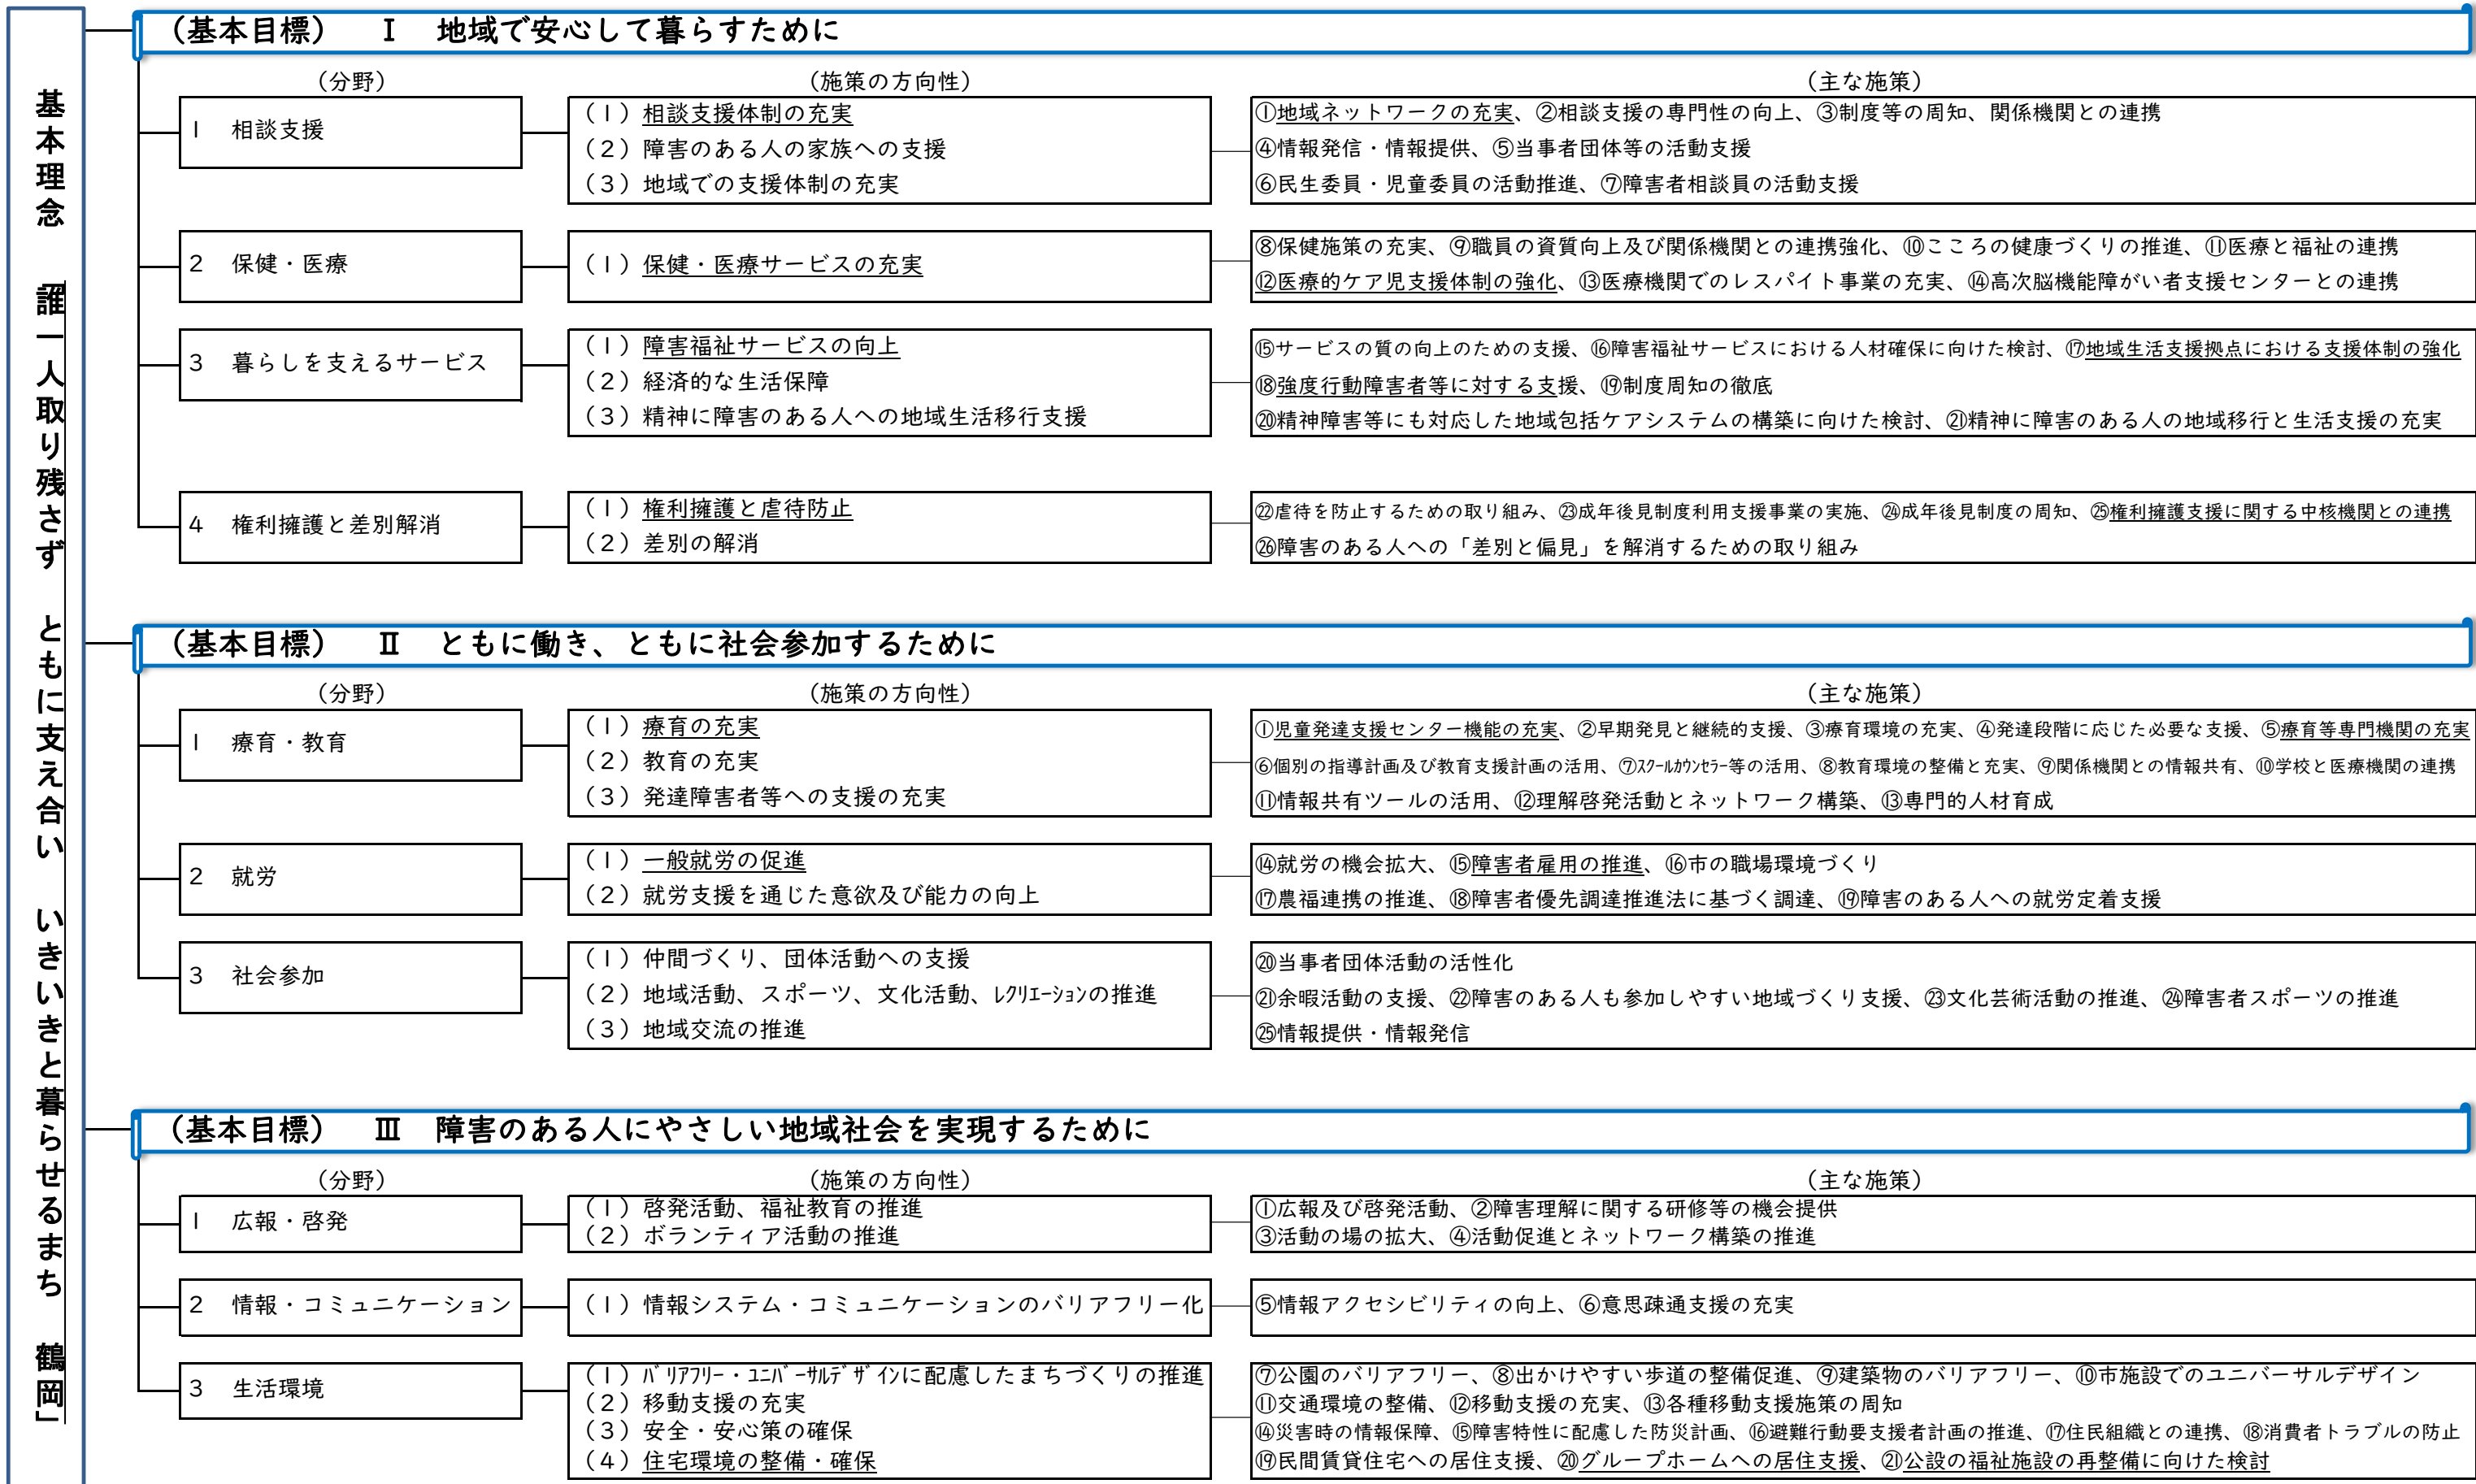 基本理念 「誰一人取り残さず ともに支え合い いきいきと暮らせるまち 鶴岡」
（基本目標） Ⅰ 地域で安心して暮らすために
（分野） （施策の方向性） （主な施策）
1 相談支援
（1）相談支援体制の充実
（2）障害のある人の家族への支援
（3）地域での支援体制の充実
①地域ネットワークの充実、②相談支援の専門性の向上、③制度等の周知、関係機関との連携
④情報発信・情報提供、⑤当事者団体等の活動支援
⑥民生委員・児童委員の活動推進、⑦障害者相談員の活動支援
2 保健・医療
（1）保健・医療サービスの充実
⑧保健施策の充実、⑨職員の資質向上及び関係機関との連携強化、⑩こころの健康づくりの推進、⑪医療と福祉の連携
⑫医療的ケア児支援体制の強化、⑬医療機関でのレスパイト事業の充実、⑭高次脳機能障がい者支援センターとの連携
3 暮らしを支えるサービス
（1）障害福祉サービスの向上
（2）経済的な生活保障
（3）精神に障害のある人への地域生活移行支援
⑮サービスの質の向上のための支援、⑯障害福祉サービスにおける人材確保に向けた検討、⑰地域生活支援拠点における支援体制の強化
⑱強度行動障害者等に対する支援、⑲制度周知の徹底
⑳精神障害等にも対応した地域包括ケアシステムの構築に向けた検討、㉑精神に障害のある人の地域移行と生活支援の充実
4 権利擁護と差別解消
（1）権利擁護と虐待防止
（2）差別の解消
㉒虐待を防止するための取り組み、㉓成年後見制度利用支援事業の実施、㉔成年後見制度の周知、㉕権利擁護支援に関する中核機関との連携
㉖障害のある人への「差別と偏見」を解消するための取り組み
（基本目標） Ⅱ ともに働き、ともに社会参加するために
（分野） （施策の方向性） （主な施策）
1 療育・教育
（1）療育の充実
（2）教育の充実
（3）発達障害者等への支援の充実
①児童発達支援センター機能の充実、②早期発見と継続的支援、③療育環境の充実、④発達段階に応じた必要な支援、⑤療育等専門機関の充実
⑥個別の指導計画及び教育支援計画の活用、⑦ｽｸｰﾙｶｳﾝｾﾗｰ等の活用、⑧教育環境の整備と充実、⑨関係機関との情報共有、⑩学校と医療機関の連携
⑪情報共有ツールの活用、⑫理解啓発活動とネットワーク構築、⑬専門的人材育成
2 就労
（1）一般就労の促進
（2）就労支援を通じた意欲及び能力の向上
⑭就労の機会拡大、⑮障害者雇用の推進、⑯市の職場環境づくり
⑰農福連携の推進、⑱障害者優先調達推進法に基づく調達、⑲障害のある人への就労定着支援
3 社会参加
（1）仲間づくり、団体活動への支援
（2）地域活動、スポーツ、文化活動、ﾚｸﾘｴｰｼｮﾝの推進
（3）地域交流の推進
⑳当事者団体活動の活性化
㉑余暇活動の支援、㉒障害のある人も参加しやすい地域づくり支援、㉓文化芸術活動の推進、㉔障害者スポーツの推進
㉕情報提供・情報発信
（基本目標） Ⅲ 障害のある人にやさしい地域社会を実現するために
（分野） （施策の方向性） （主な施策）
1 広報・啓発
（1）啓発活動、福祉教育の推進
（2）ボランティア活動の推進
①広報及び啓発活動、②障害理解に関する研修等の機会提供
③活動の場の拡大、④活動促進とネットワーク構築の推進
2 情報・コミュニケーション
（1）情報システム・コミュニケーションのバリアフリー化
⑤情報アクセシビリティの向上、⑥意思疎通支援の充実
3 生活環境
（1）ﾊﾞﾘｱﾌﾘｰ・ﾕﾆﾊﾞｰｻﾙﾃﾞｻﾞｲﾝに配慮したまちづくりの推進
（2）移動支援の充実
（3）安全・安心策の確保
（4）住宅環境の整備・確保
⑦公園のバリアフリー、⑧出かけやすい歩道の整備促進、⑨建築物のバリアフリー、⑩市施設でのユニバーサルデザイン
⑪交通環境の整備、⑫移動支援の充実、⑬各種移動支援施策の周知
⑭災害時の情報保障、⑮障害特性に配慮した防災計画、⑯避難行動要支援者計画の推進、⑰住民組織との連携、⑱消費者トラブルの防止
⑲民間賃貸住宅への居住支援、⑳グループホームへの居住支援、㉑公設の福祉施設の再整備に向けた検討